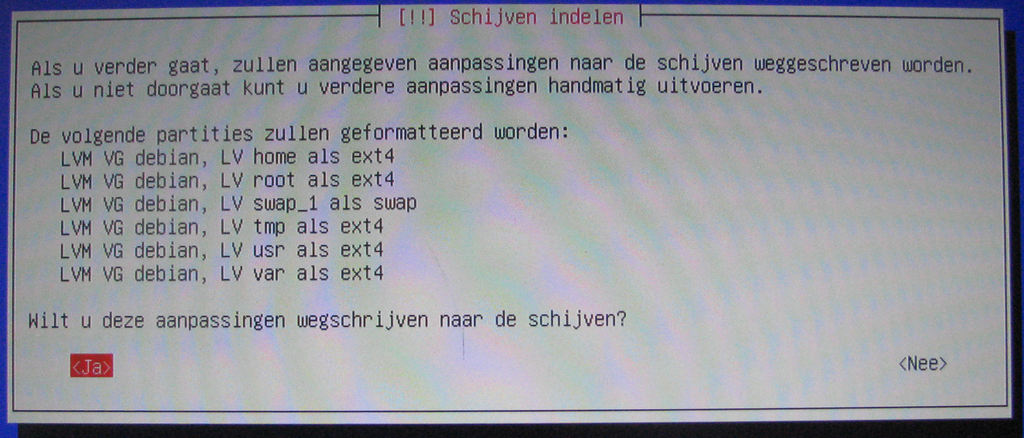 [!!] Schijven indelen
Als u verder gaat, zullen aangegeven aanpassingen naar de schijven weggeschreven worden.
Als u niet doorgaat kunt u verdere aanpassingen handmatig uitvoeren.
De volgende partities zullen geformatteerd worden:
LVM VG debian, LV home als ext4
LVM VG debian, LV root als ext4
LVM VG debian, LV swap_1 als swap
LVM VG debian, LV tmp als ext4
LVM VG debian, LV usr als ext4
LVM VG debian, LV var als ext4
Wilt u deze aanpassingen wegschrijven naar de schijven?
<Ja> <Nee>